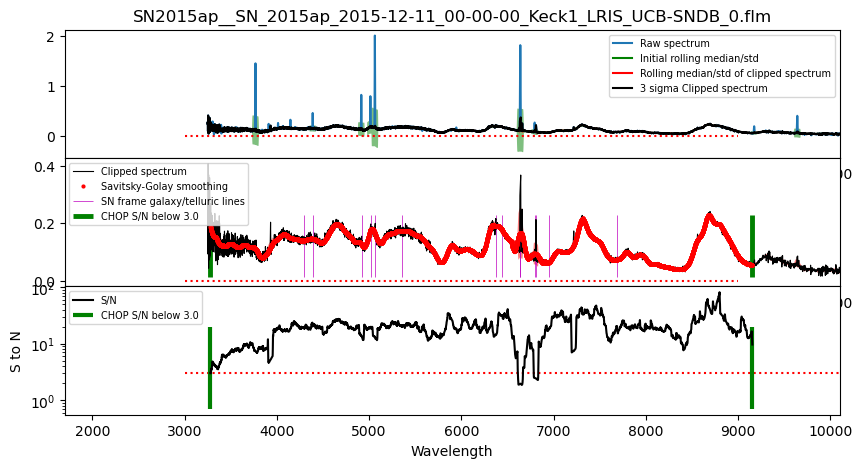 SN2015ap__SN_2015ap_2015-12-11_00-00-00_Keck1_LRIS_UCB-SNDB_0.flm
2
1
0
Raw spectrum
Initial rolling median/std
Rolling median/std of clipped spectrum
3 sigma Clipped spectrum
0.4
0.2
0.0
Clipped spectrum
Savitsky-Golay smoothing
SN frame galaxy/telluric lines
CHOP S/N below 3.0
S to N
10²
10¹
10⁰
S/N
CHOP S/N below 3.0
2000 3000 4000 5000 6000 7000 8000 9000 10000
Wavelength